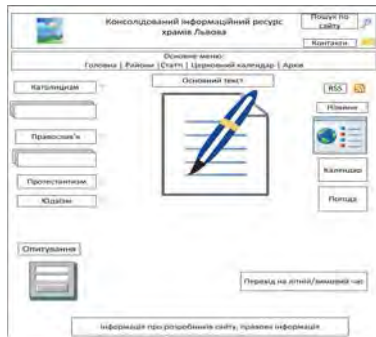 Консолідований інформаційний ресурс
храмів Львова
Пошук по
сайту
Контакти
Основне меню:
Головна | Райони |Статті | Церковний календар | Архів
Католицизм
Основний текст
RSS
Новини
Православ'я
Протестантизм
Юдаїзм
Календар
Погода
Опитування
Перехід на літній/зимовий час
Інформація про розробників сайту, правова інформація